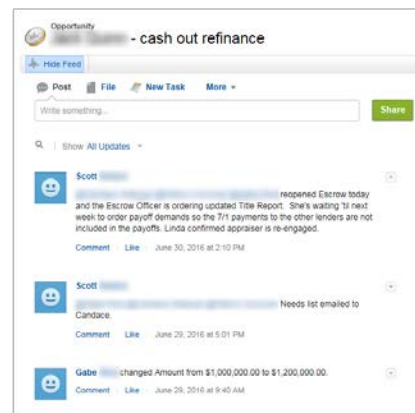 Opportunity
- cash out refinance
Hide Feed
Post File New Task More
Write something...
Share
Show All Updates
Scott
reopened Escrow today
and the Escrow Officer is ordering updated Title Report. She's waiting 'til next
week to order payoff demands so the 7/1 payments to the other lenders are not
included in the payoffs. Linda confirmed appraiser is re-engaged.
Comment · Like · June 30, 2016 at 2:10 PM
Scott
Needs list emailed to
Candace.
Comment · Like · June 29, 2016 at 5:01 PM
Gabe changed Amount from $1,000,000.00 to $1,200,000.00.
Comment · Like · June 29, 2016 at 9:40 AM